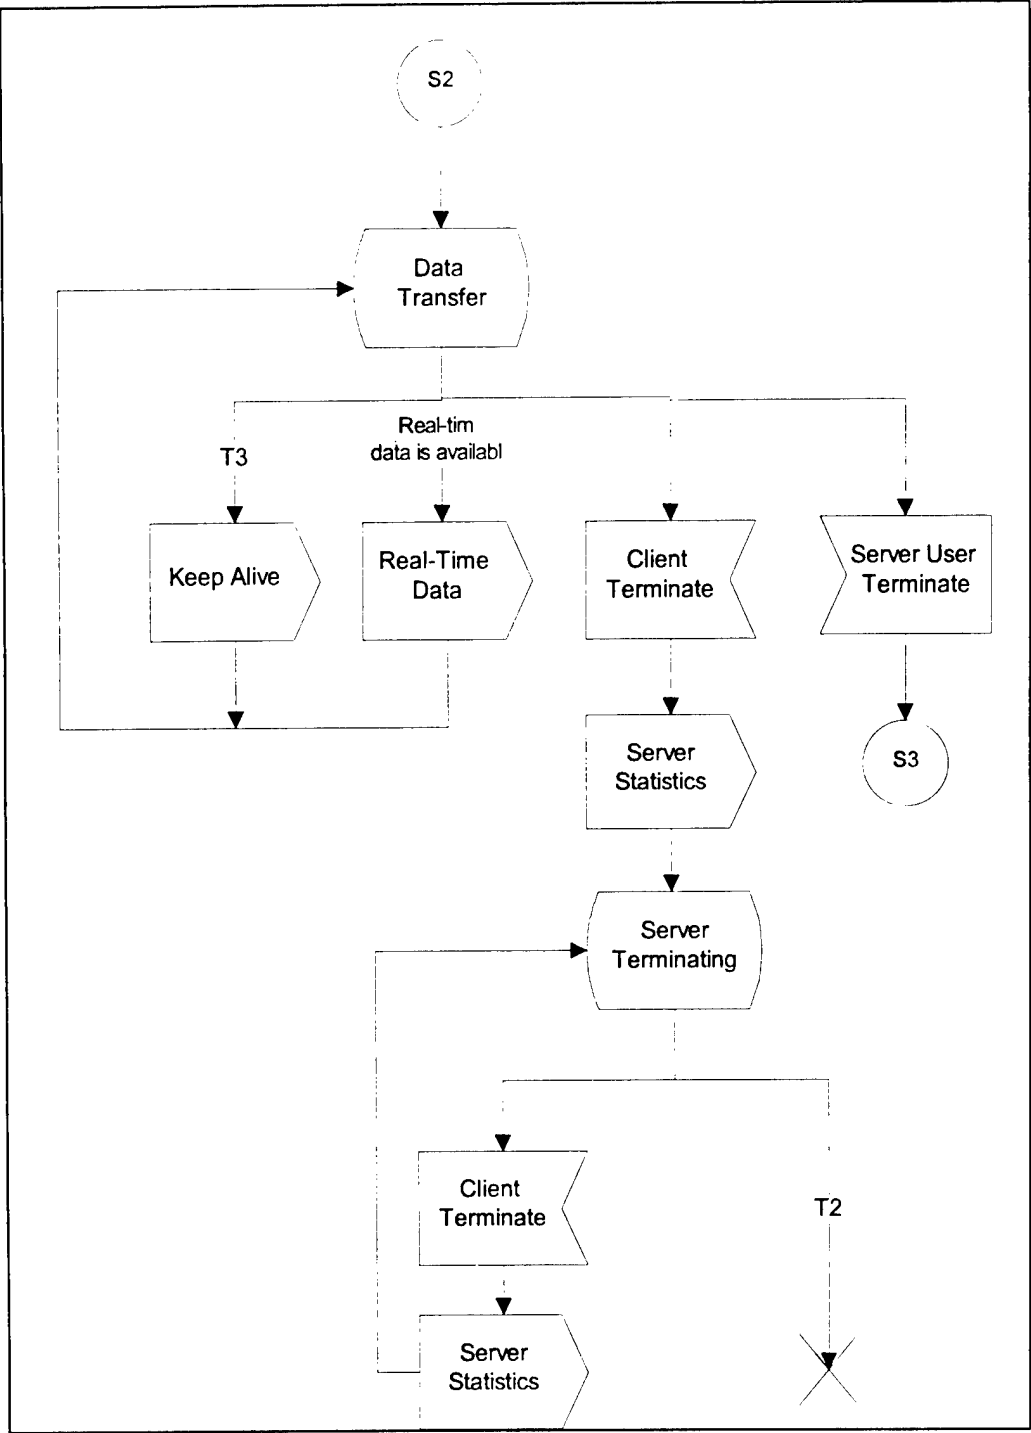 S2
Data
Transfer
T3
Real-tim
data is availabl
Keep Alive
Real-Time
Data
Client
Terminate
Server User
Terminate
Server
Statistics
S3
Server
Terminating
Client
Terminate
T2
Server
Statistics